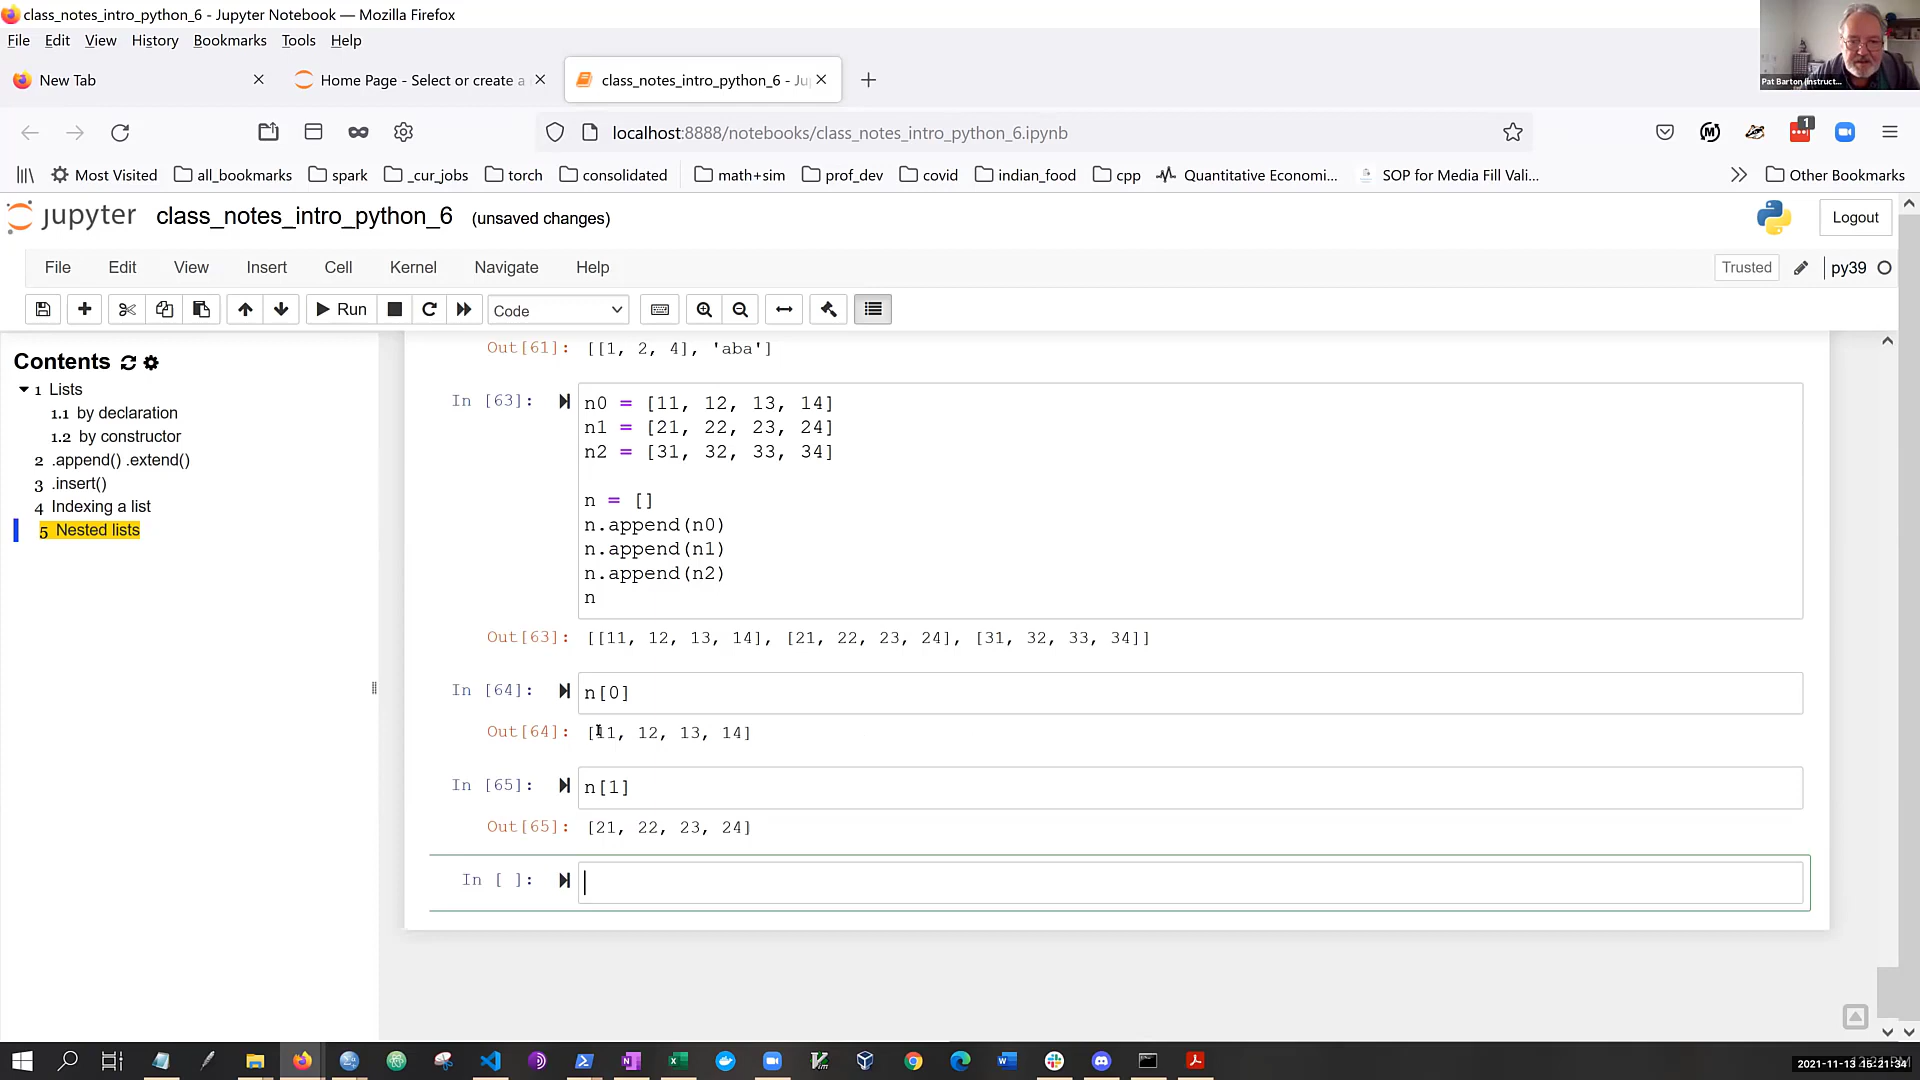 class_notes_intro_python_6 - Jupyter Notebook — Mozilla Firefox
File Edit View History Bookmarks Tools Help
New Tab
Home Page - Select or create a
class_notes_intro_python_6 - Ju
localhost:8888/notebooks/class_notes_intro_python_6.ipynb
1
Most Visited all_bookmarks spark _cur_jobs torch consolidated math+sim prof_dev covid indian_food cpp Quantitative Economi... SOP for Media Fill Vali... Other Bookmarks
Pat Barton (Instruct...
jupyter class_notes_intro_python_6 (unsaved changes)
Logout
File Edit View Insert Cell Kernel Navigate Help
Trusted py39
Run Code
Contents
1 Lists
1.1 by declaration
1.2 by constructor
2 .append() .extend()
3 .insert()
4 Indexing a list
5 Nested lists
Out[61]: [[1, 2, 4], 'aba']
In [63]: n0 = [11, 12, 13, 14]
n1 = [21, 22, 23, 24]
n2 = [31, 32, 33, 34]
n = []
n.append(n0)
n.append(n1)
n.append(n2)
n
Out[63]: [[11, 12, 13, 14], [21, 22, 23, 24], [31, 32, 33, 34]]
In [64]: n[0]
Out[64]: [11, 12, 13, 14]
In [65]: n[1]
Out[65]: [21, 22, 23, 24]
In [ ]:
2021-11-13 15:21:34